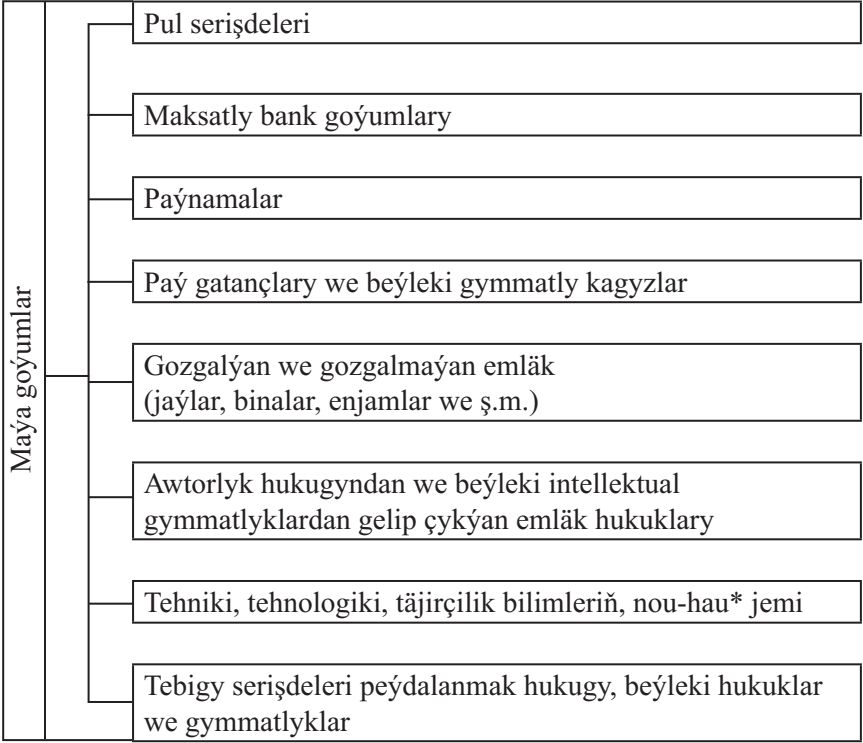 Maýa goýumlar
Pul serişdeleri
Maksatly bank goýumlary
Paýnamalar
Paý gatançlary we beýleki gymmatly kagyzlar
Gozgalýan we gozgalmaýan emläk
(jaýlar, binalar, enjamlar we ş.m.)
Awtorlyk hukugyndan we beýleki intellektual
gymmatlyklardan gelip çykýan emläk hukuklary
Tehniki, tehnologiki, täjirçilik bilimleriň, nou-hau* jemi
Tebigy serişdeleri peýdalanmak hukugy, beýleki hukuklar
we gymmatlyklar